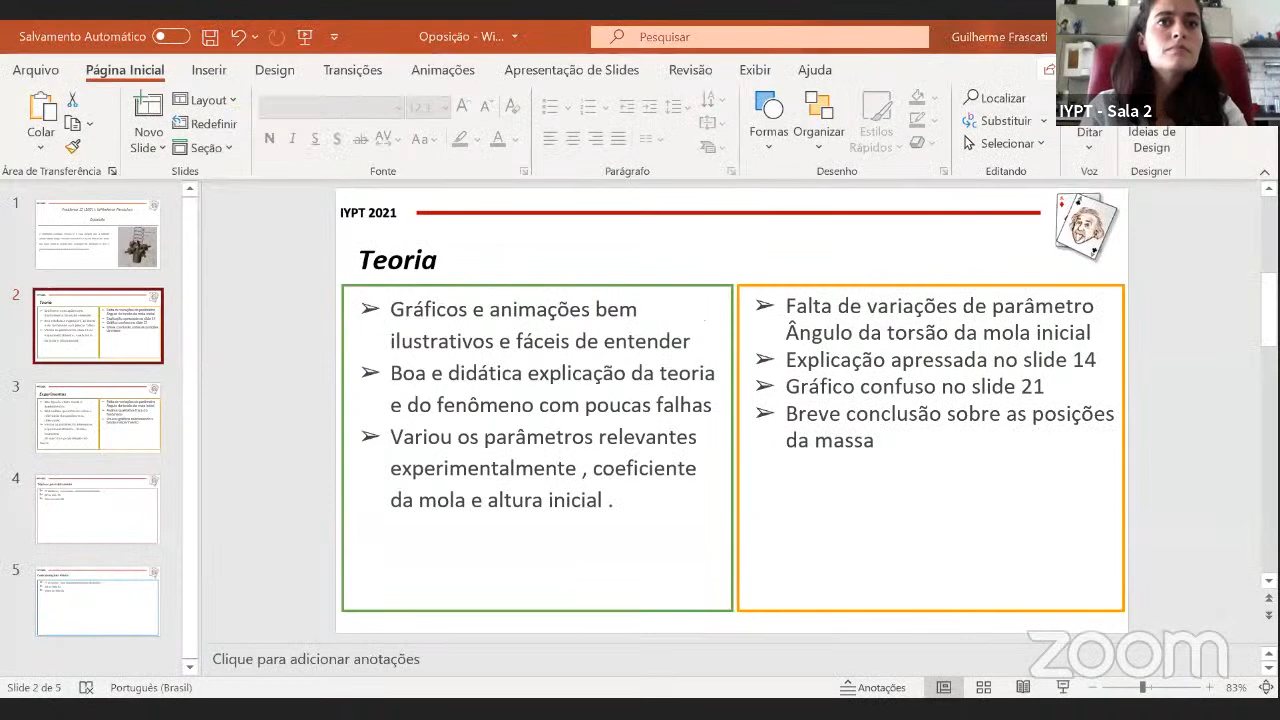 Salvamento Automático
Oposição - Wi...
Pesquisar
Guilherme Frascati
Arquivo
Página Inicial
Inserir
Design
Transições
Animações
Apresentação de Slides
Revisão
Exibir
Ajuda
IYPT - Sala 2
Colar
Novo
Slide
Layout
Redefinir
Seção
Formas
Organizar
Estilos
Rápidos
Localizar
Substituir
Selecionar
Ditar
Ideias de
Design
Área de Transferência
Slides
Fonte
Parágrafo
Desenho
Editando
Voz
Designer
1
2
3
4
5
IYPT 2021
Teoria
➢ Gráficos e animações bem
ilustrativos e fáceis de entender
➢ Boa e didática explicação da teoria
e do fenômeno com poucas falhas
➢ Variou os parâmetros relevantes
experimentalmente , coeficiente
da mola e altura inicial .
➢ Falta de variações de parâmetro
Ângulo da torsão da mola inicial
➢ Explicação apressada no slide 14
➢ Gráfico confuso no slide 21
➢ Breve conclusão sobre as posições
da massa
Clique para adicionar anotações
zoom
Slide 2 de 5
Português (Brasil)
Anotações
83%